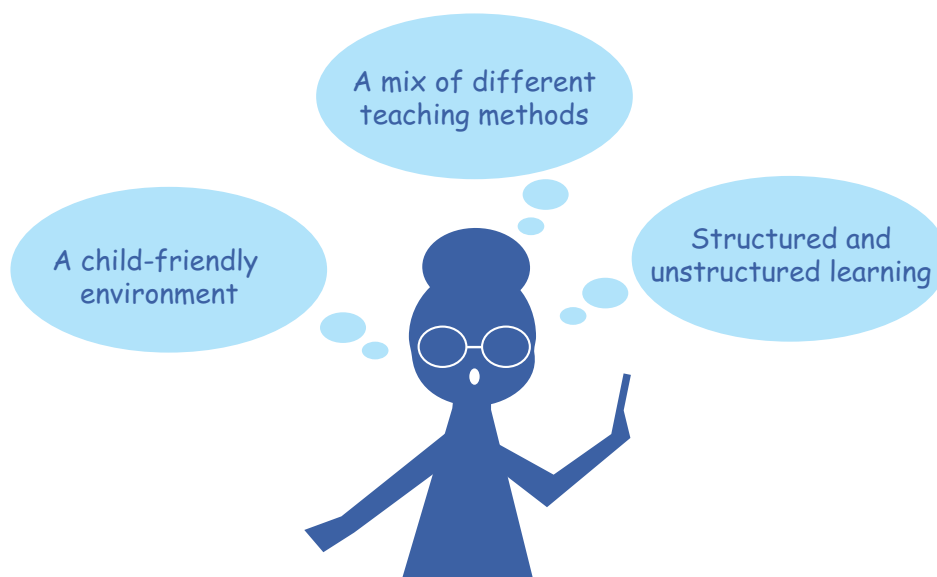 A mix of different
teaching methods
A child-friendly
environment
Structured and
unstructured learning